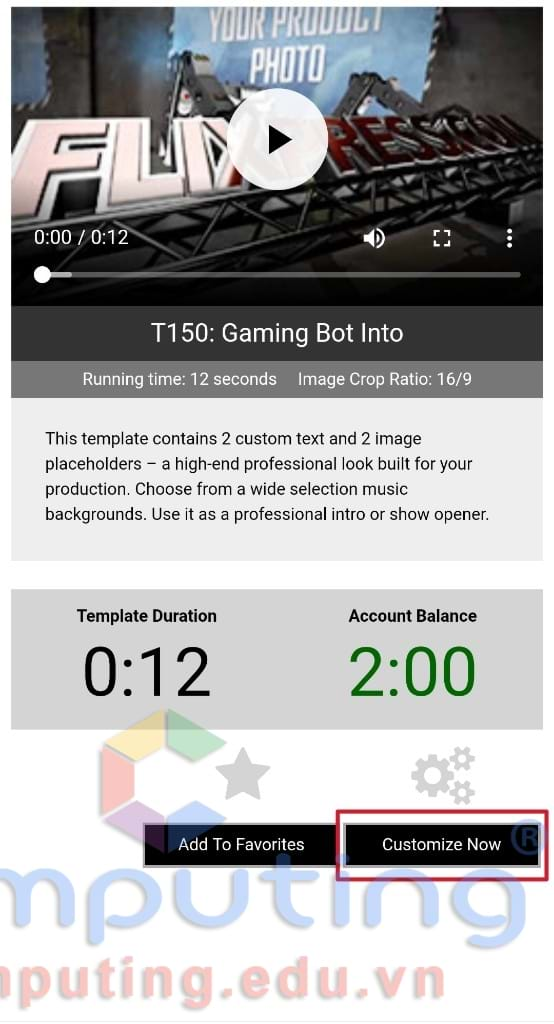 YOUR PRODUCT
PHOTO
FLIXPRESS.COM
0:00 / 0:12
T150: Gaming Bot Into
Running time: 12 seconds Image Crop Ratio: 16/9
This template contains 2 custom text and 2 image
placeholders – a high-end professional look built for your
production. Choose from a wide selection music
backgrounds. Use it as a professional intro or show opener.
Template Duration Account Balance
0:12 2:00
Add To Favorites Customize Now
®
mputing
mputing.edu.vn